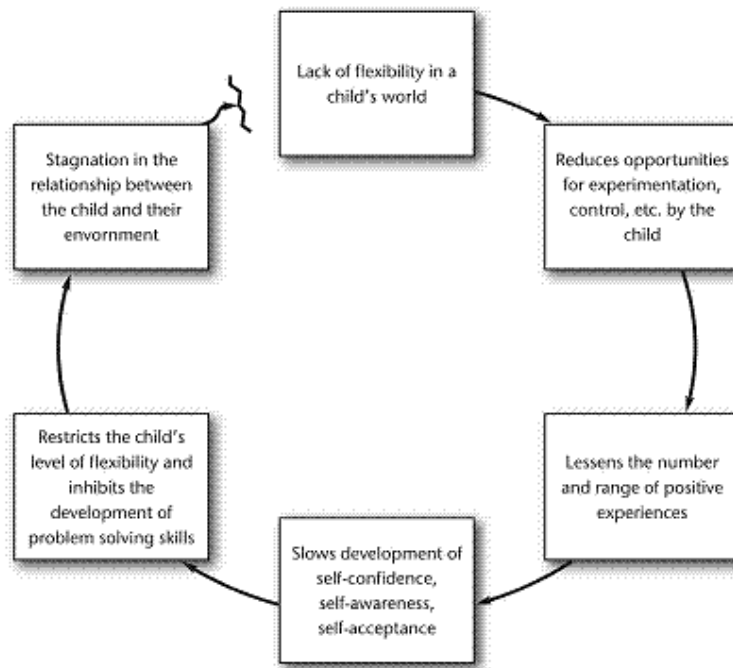 Lack of flexibility in a
child's world
Reduces opportunities
for experimentation,
control, etc. by the
child
Lessens the number
and range of positive
experiences
Slows development of
self-confidence,
self-awareness,
self-acceptance
Restricts the child's
level of flexibility and
inhibits the
development of
problem solving skills
Stagnation in the
relationship between
the child and their
envornment